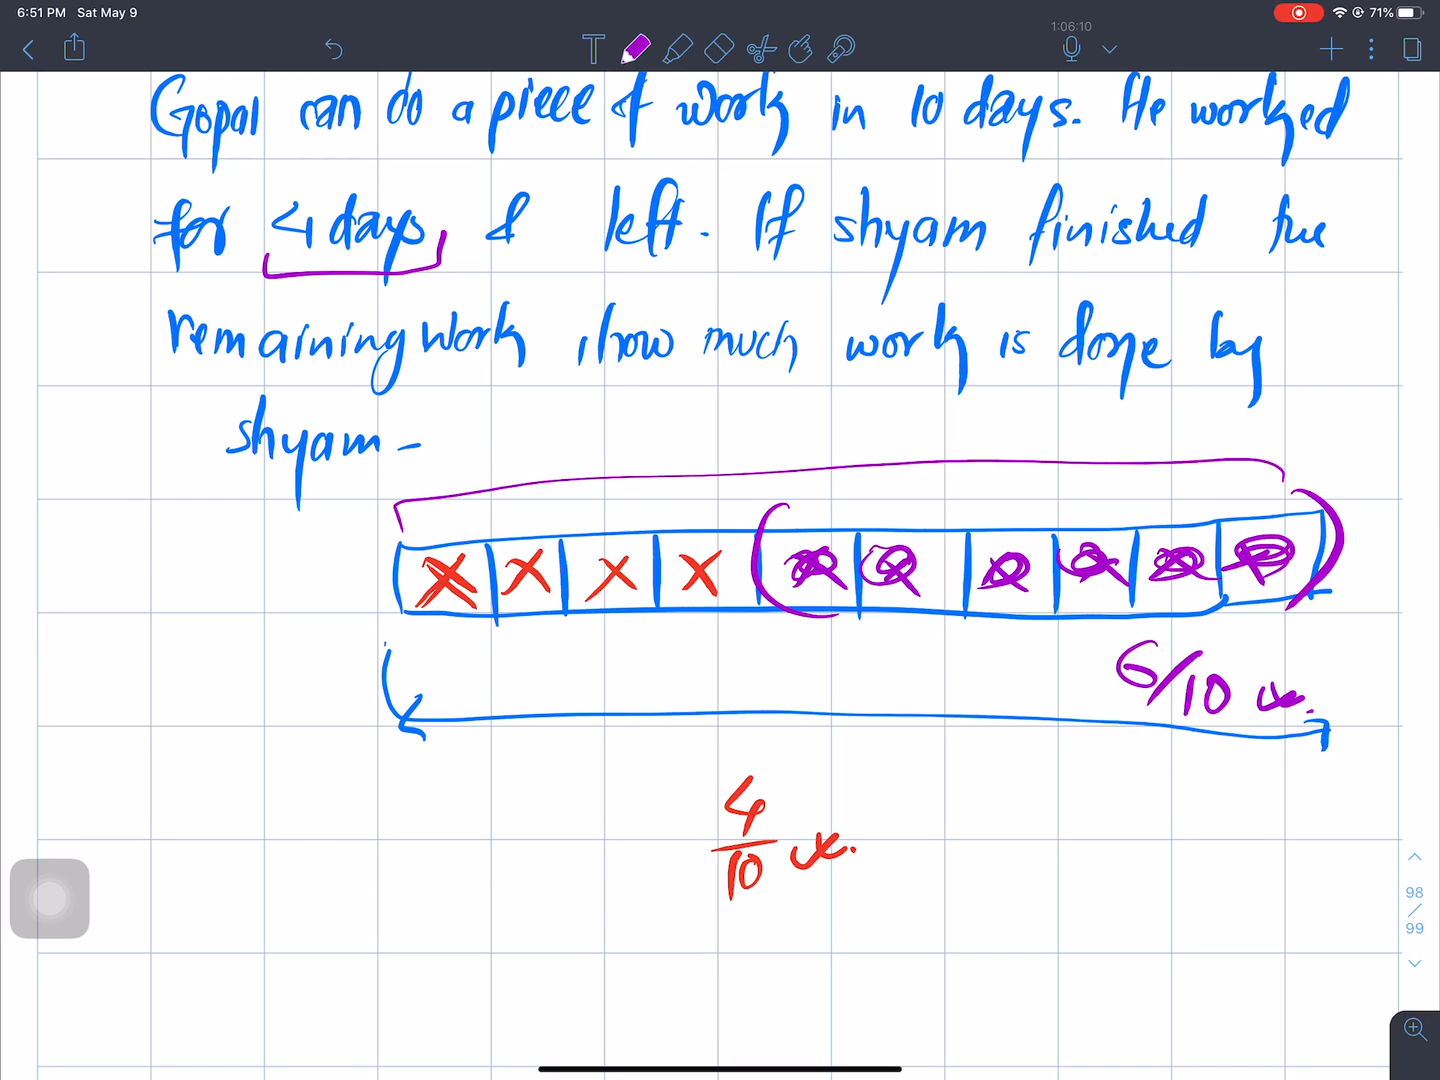 6:51 PM Sat May 9
71%
1:06:10
T
Gopal can do a piece of work in 10 days. He worked
for 4 days & left. If shyam finished the
remaining work, how much work is done by
shyam -
6/10 w.
4
10 w.
98
/
99